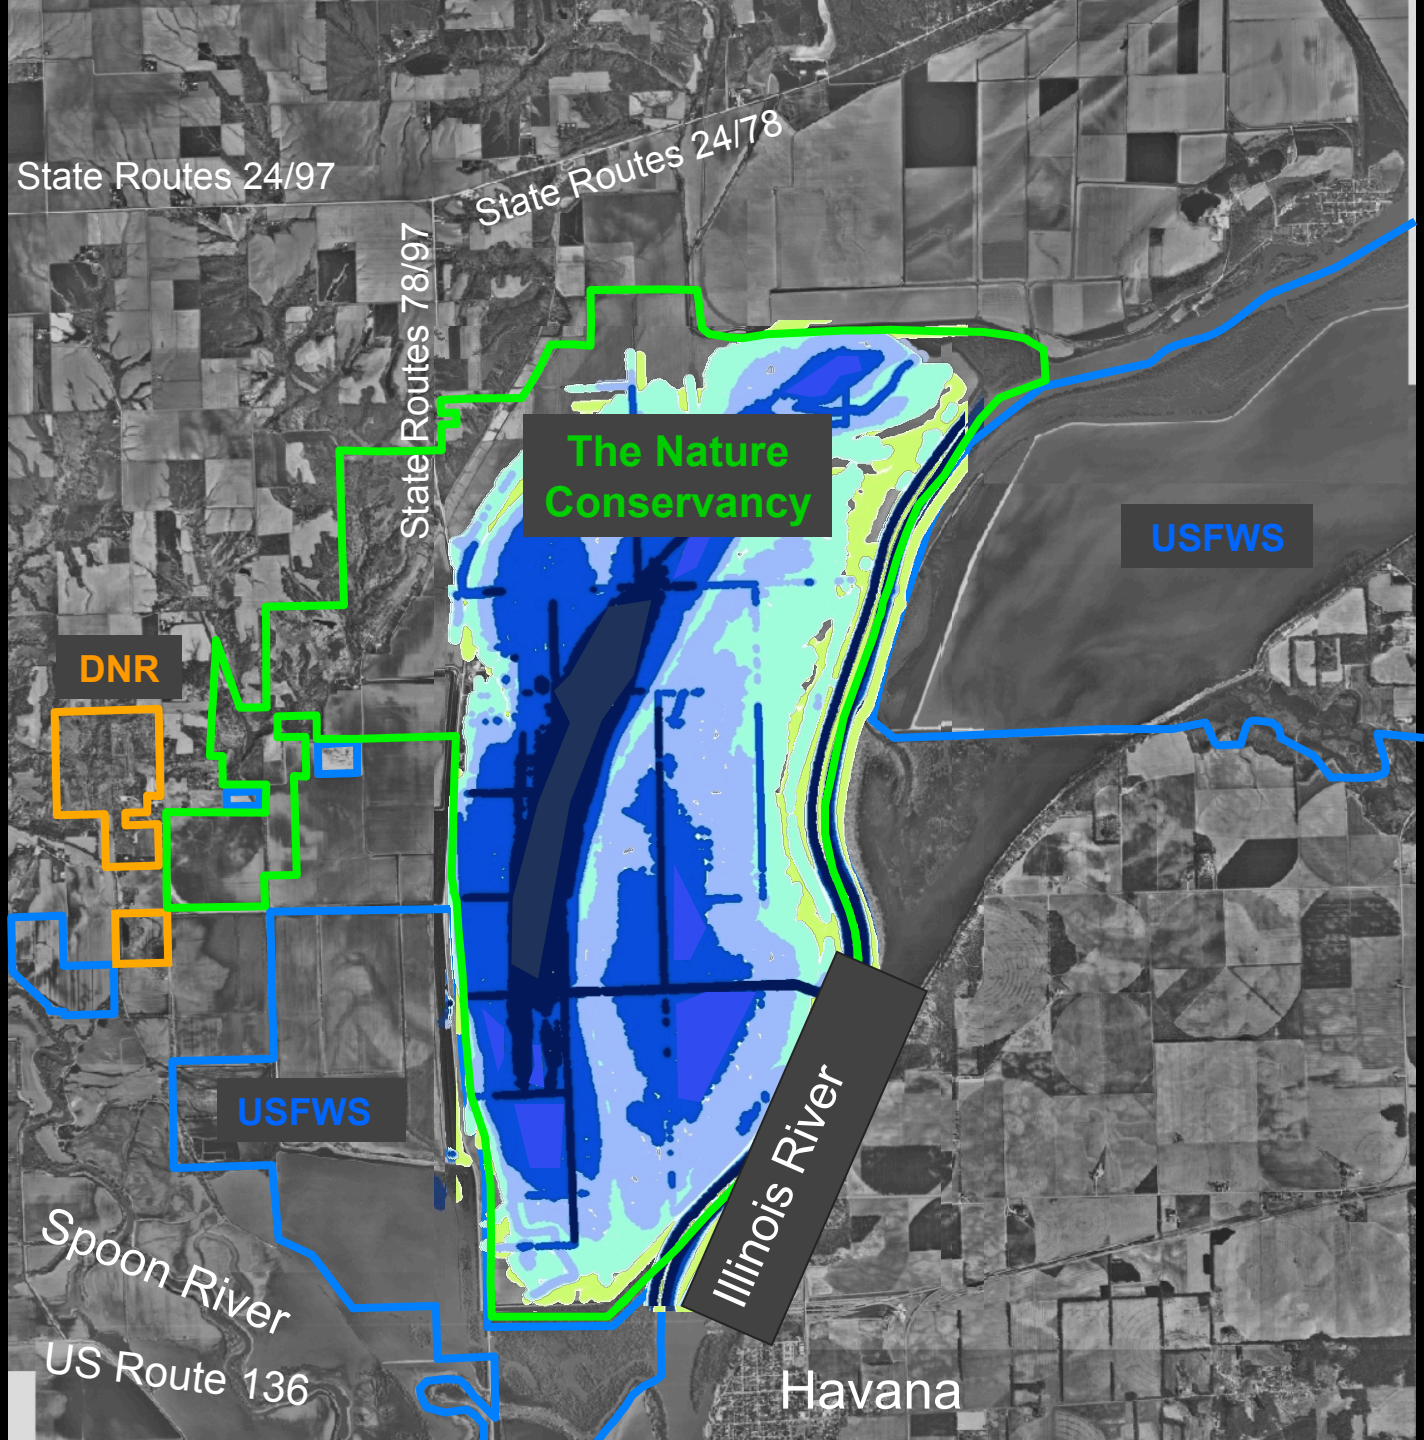 State Routes 24/97
State Routes 24/78
State Routes 78/97
The Nature
Conservancy
USFWS
DNR
USFWS
Illinois River
Spoon River
US Route 136
Havana